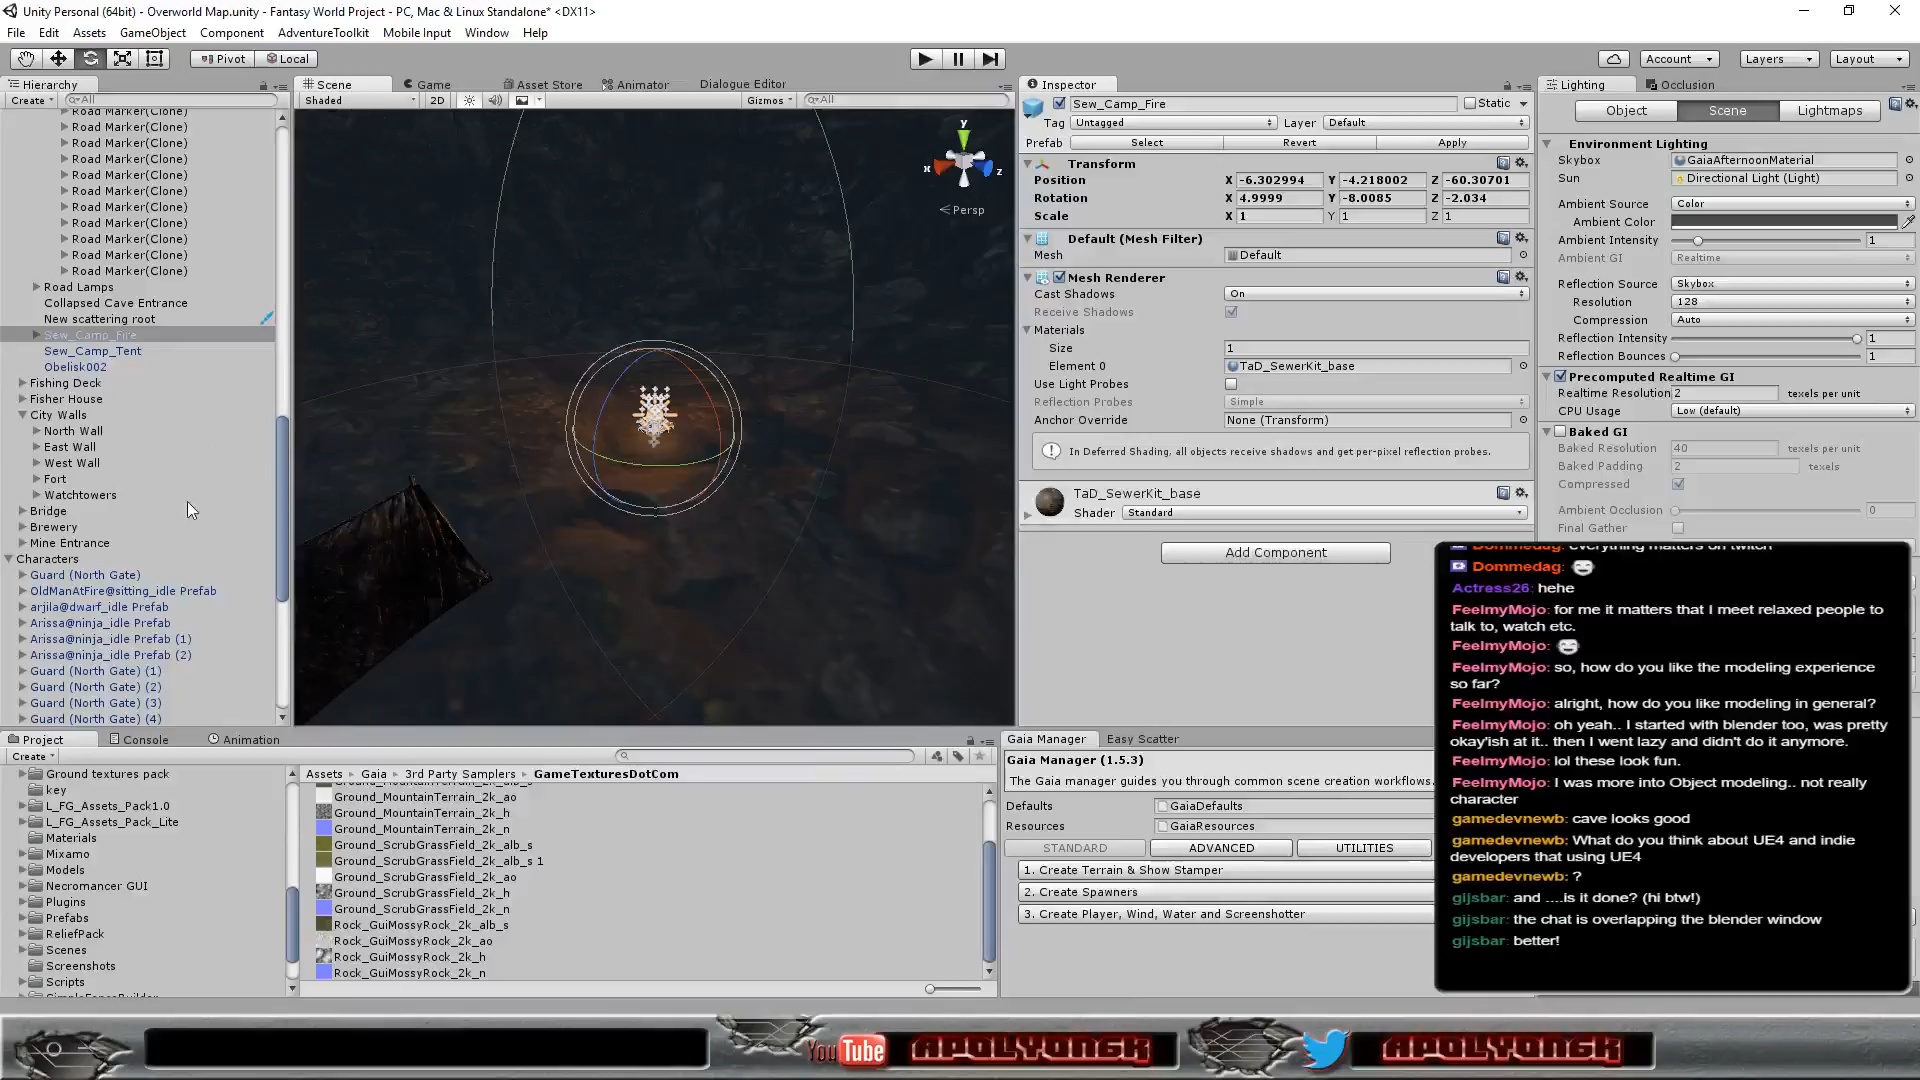 Unity Personal (64bit) - Overworld Map.unity - Fantasy World Project - PC, Mac & Linux Standalone* <DX11>
File Edit Assets GameObject Component AdventureToolkit Mobile Input Window Help
Pivot Local Account Layers Layout
Hierarchy
Create All
Road Marker(Clone)
Road Marker(Clone)
Road Marker(Clone)
Road Marker(Clone)
Road Marker(Clone)
Road Marker(Clone)
Road Marker(Clone)
Road Marker(Clone)
Road Marker(Clone)
Road Marker(Clone)
Road Marker(Clone)
Road Lamps
Collapsed Cave Entrance
New scattering root
Sew_Camp_Fire
Sew_Camp_Tent
Obelisk002
Fishing Deck
Fisher House
City Walls
North Wall
East Wall
West Wall
Fort
Watchtowers
Bridge
Brewery
Mine Entrance
Characters
Guard (North Gate)
OldManAtFire@sitting_idle Prefab
arjila@dwarf_idle Prefab
Arissa@ninja_idle Prefab
Arissa@ninja_idle Prefab (1)
Arissa@ninja_idle Prefab (2)
Guard (North Gate) (1)
Guard (North Gate) (2)
Guard (North Gate) (3)
Guard (North Gate) (4)
Scene Game Asset Store Animator Dialogue Editor
Shaded 2D Gizmos All
y
x z
Persp
Inspector
Sew_Camp_Fire Static
Tag Untagged Layer Default
Prefab Select Revert Apply
Transform
Position X -6.302994 Y -4.218002 Z -60.30701
Rotation X 4.9999 Y -8.0085 Z -2.034
Scale X 1 Y 1 Z 1
Default (Mesh Filter)
Mesh Default
Mesh Renderer
Cast Shadows On
Receive Shadows
Materials
Size 1
Element 0 TaD_SewerKit_base
Use Light Probes
Reflection Probes Simple
Anchor Override None (Transform)
In Deferred Shading, all objects receive shadows and get per-pixel reflection probes.
TaD_SewerKit_base
Shader Standard
Add Component
Lighting Occlusion
Object Scene Lightmaps
Environment Lighting
Skybox GaiaAfternoonMaterial
Sun Directional Light (Light)
Ambient Source Color
Ambient Color
Ambient Intensity 1
Ambient GI Realtime
Reflection Source Skybox
Resolution 128
Compression Auto
Reflection Intensity 1
Reflection Bounces 1
Precomputed Realtime GI
Realtime Resolution 2 texels per unit
CPU Usage Low (default)
Baked GI
Baked Resolution 40 texels per unit
Baked Padding 2 texels
Compressed
Ambient Occlusion 0
Final Gather
Dommedag: everything matters on twitch
Dommedag:
Actress26: hehe
FeelmyMojo: for me it matters that I meet relaxed people to
talk to, watch etc.
FeelmyMojo:
FeelmyMojo: so, how do you like the modeling experience
so far?
FeelmyMojo: alright, how do you like modeling in general?
FeelmyMojo: oh yeah.. I started with blender too, was pretty
okay'ish at it.. then I went lazy and didn't do it anymore.
FeelmyMojo: lol these look fun.
FeelmyMojo: I was more into Object modeling.. not really
character
gamedevnewb: cave looks good
gamedevnewb: What do you think about UE4 and indie
developers that using UE4
gamedevnewb: ?
gijsbar: and ....is it done? (hi btw!)
gijsbar: the chat is overlapping the blender window
gijsbar: better!
Project Console Animation
Create
Ground textures pack
key
L_FG_Assets_Pack1.0
L_FG_Assets_Pack_Lite
Materials
Mixamo
Models
Necromancer GUI
Plugins
Prefabs
ReliefPack
Scenes
Screenshots
Scripts
SimpleFenceBuilder
Assets Gaia 3rd Party Samplers GameTexturesDotCom
Ground_MountainTerrain_2k_ao
Ground_MountainTerrain_2k_h
Ground_MountainTerrain_2k_n
Ground_ScrubGrassField_2k_alb_s
Ground_ScrubGrassField_2k_alb_s 1
Ground_ScrubGrassField_2k_ao
Ground_ScrubGrassField_2k_h
Ground_ScrubGrassField_2k_n
Rock_GuiMossyRock_2k_alb_s
Rock_GuiMossyRock_2k_ao
Rock_GuiMossyRock_2k_h
Rock_GuiMossyRock_2k_n
Gaia Manager Easy Scatter
Gaia Manager (1.5.3)
The Gaia manager guides you through common scene creation workflows.
Defaults GaiaDefaults
Resources GaiaResources
STANDARD ADVANCED UTILITIES
1. Create Terrain & Show Stamper
2. Create Spawners
3. Create Player, Wind, Water and Screenshotter
YouTube APOLYONGK APOLYONGK